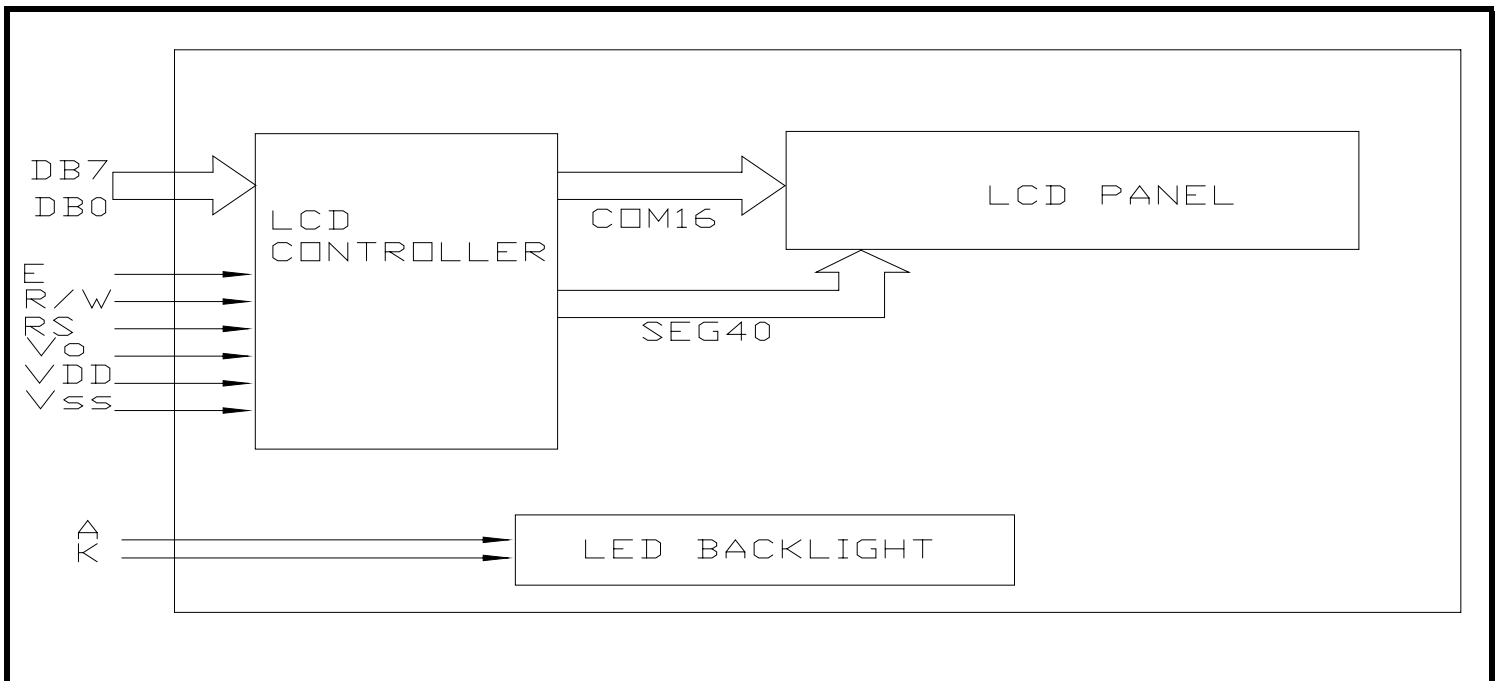 DB7
DB0
LCD
CONTROLLER
COM16
LCD PANEL
E
R/W
RS
Vo
VDD
Vss
SEG40
A
K
LED BACKLIGHT